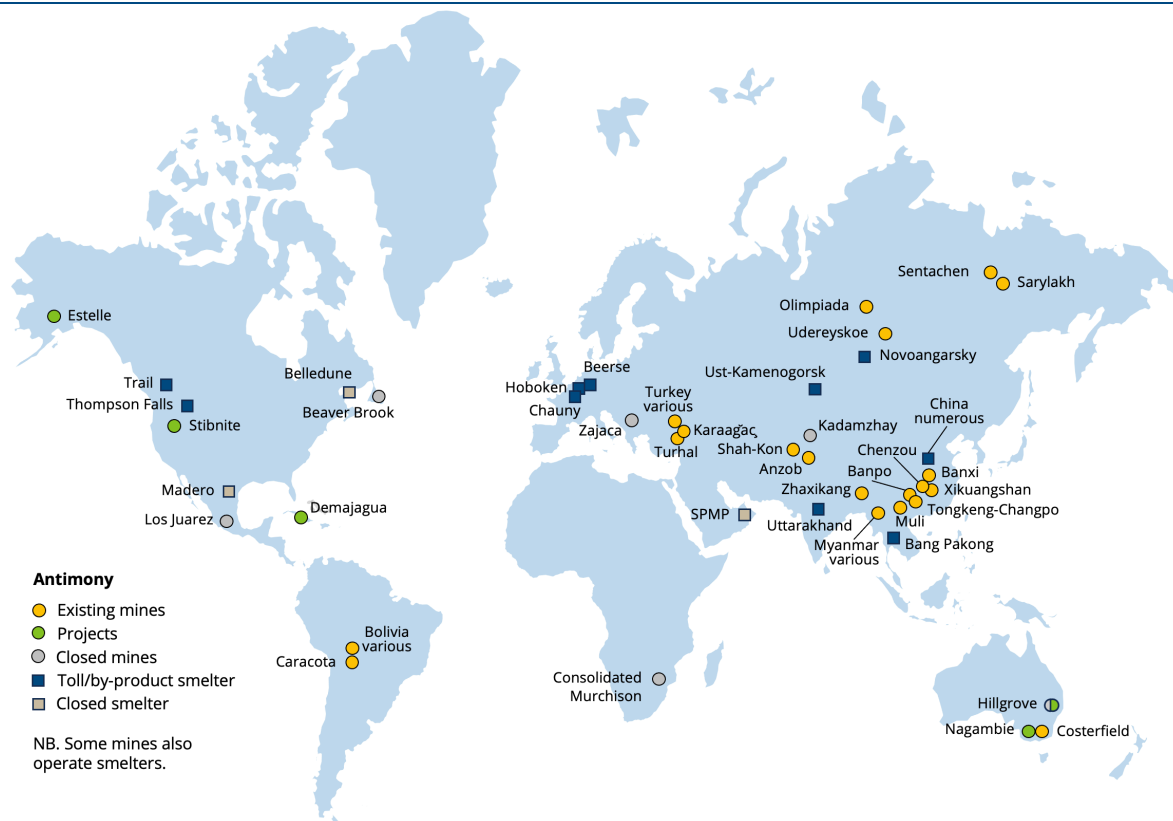 Sentachen
Sarylakh
Olimpiada
Estelle
Udereyskoe
Novoangarsky
Beerse
Belledune
Ust-Kamenogorsk
Trail
Hoboken
Turkey
various
Thompson Falls
Beaver Brook
Chauny
China
numerous
Stibnite
Zajaca
Karaağaç
Kadamzhay
Turhal
Shah-Kon
Chenzou
Anzob
Banpo
Banxi
Madero
Zhaxikang
Xikuangshan
Demajagua
Tongkeng-Changpo
Los Juarez
SPMP
Uttarakhand
Muli
Myanmar
various
Bang Pakong
Antimony
Existing mines
Projects
Closed mines
Toll/by-product smelter
Closed smelter
NB. Some mines also
operate smelters.
Bolivia
various
Caracota
Consolidated
Murchison
Hillgrove
Nagambie
Costerfield